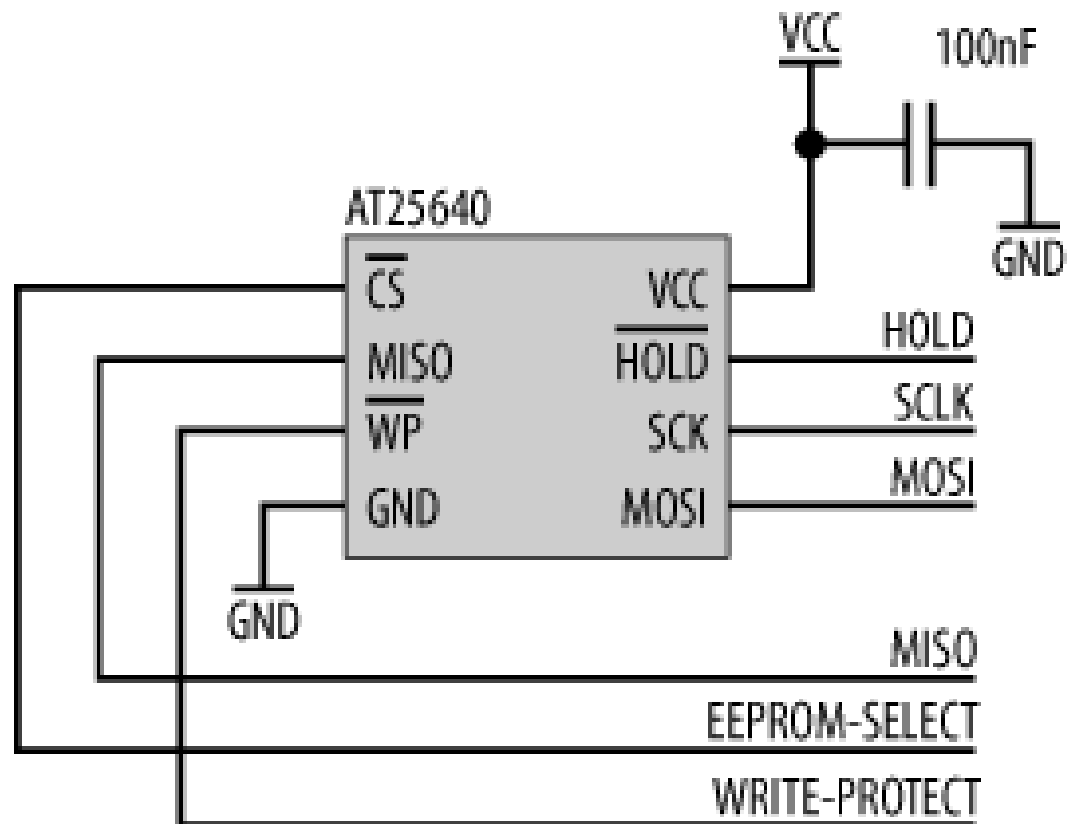 VCC 100nF
GND
AT25640
CS VCC
MISO HOLD
WP SCK
GND MOSI
HOLD
SCLK
MOSI
GND
MISO
EEPROM-SELECT
WRITE-PROTECT